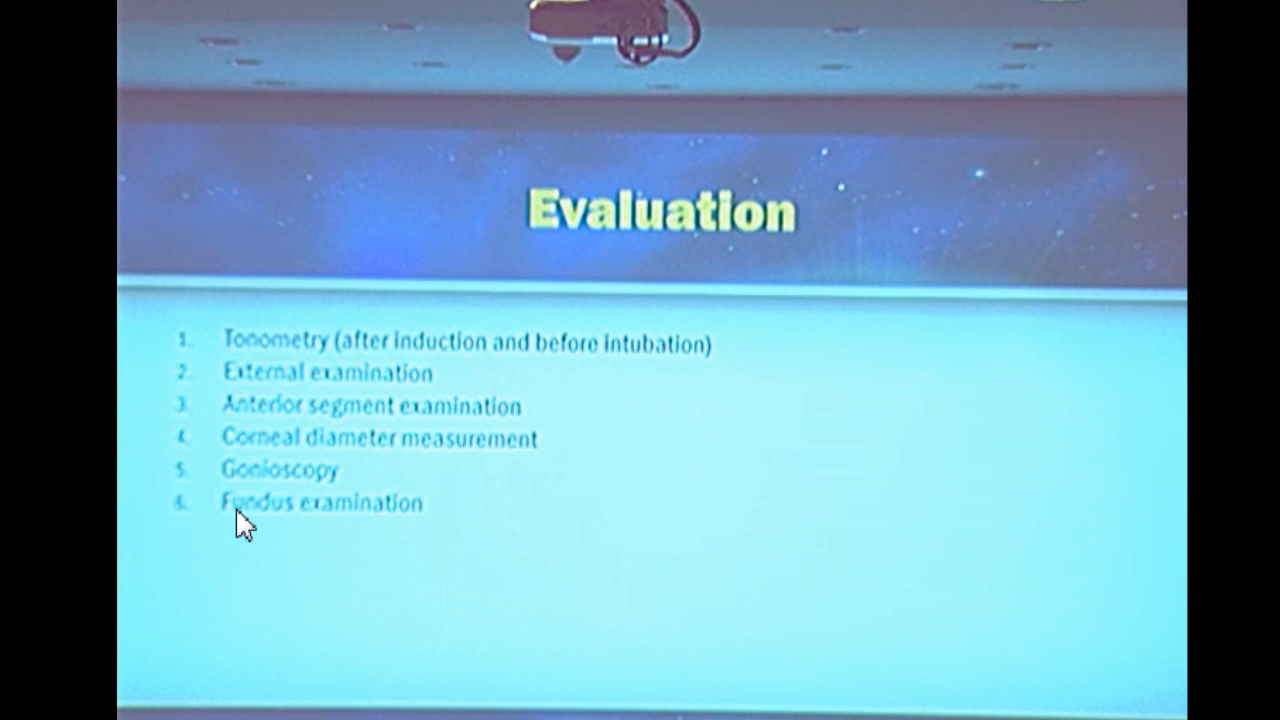 Evaluation
1. Tonometry (after induction and before intubation)
2. External examination
3. Anterior segment examination
4. Corneal diameter measurement
5. Gonioscopy
6. Fundus examination